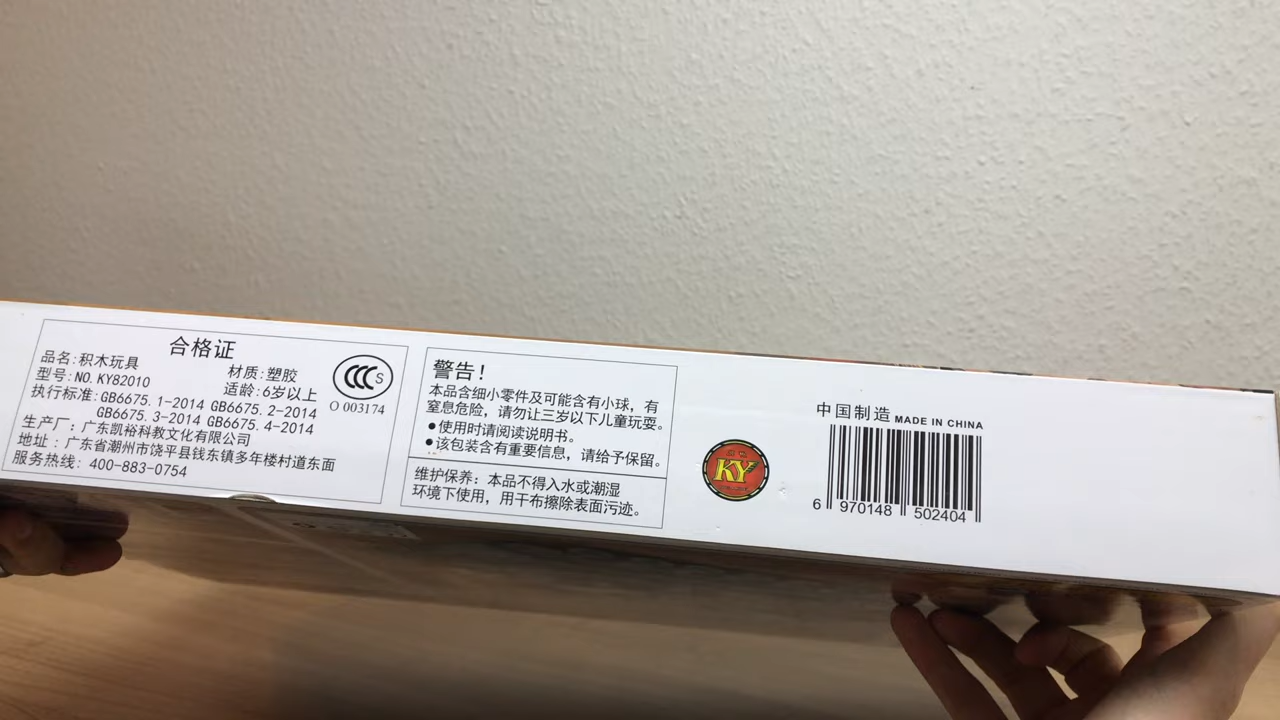 合格证
品名:积木玩具 材质:塑胶
型号:NO.KY82010 适龄:6岁以上
执行标准:GB6675.1-2014 GB6675.2-2014
GB6675.3-2014 GB6675.4-2014
生产厂:广东凯裕科教文化有限公司
地址:广东省潮州市饶平县钱东镇多年楼村道东面
服务热线:400-883-0754
CCC S
O 003174
警告!
本品含细小零件及可能含有小球,有
窒息危险,请勿让三岁以下儿童玩耍。
●使用时请阅读说明书。
●该包装含有重要信息,请给予保留。
维护保养:本品不得入水或潮湿
环境下使用,用干布擦除表面污迹。
KY
中国制造 MADE IN CHINA
6 970148 502404